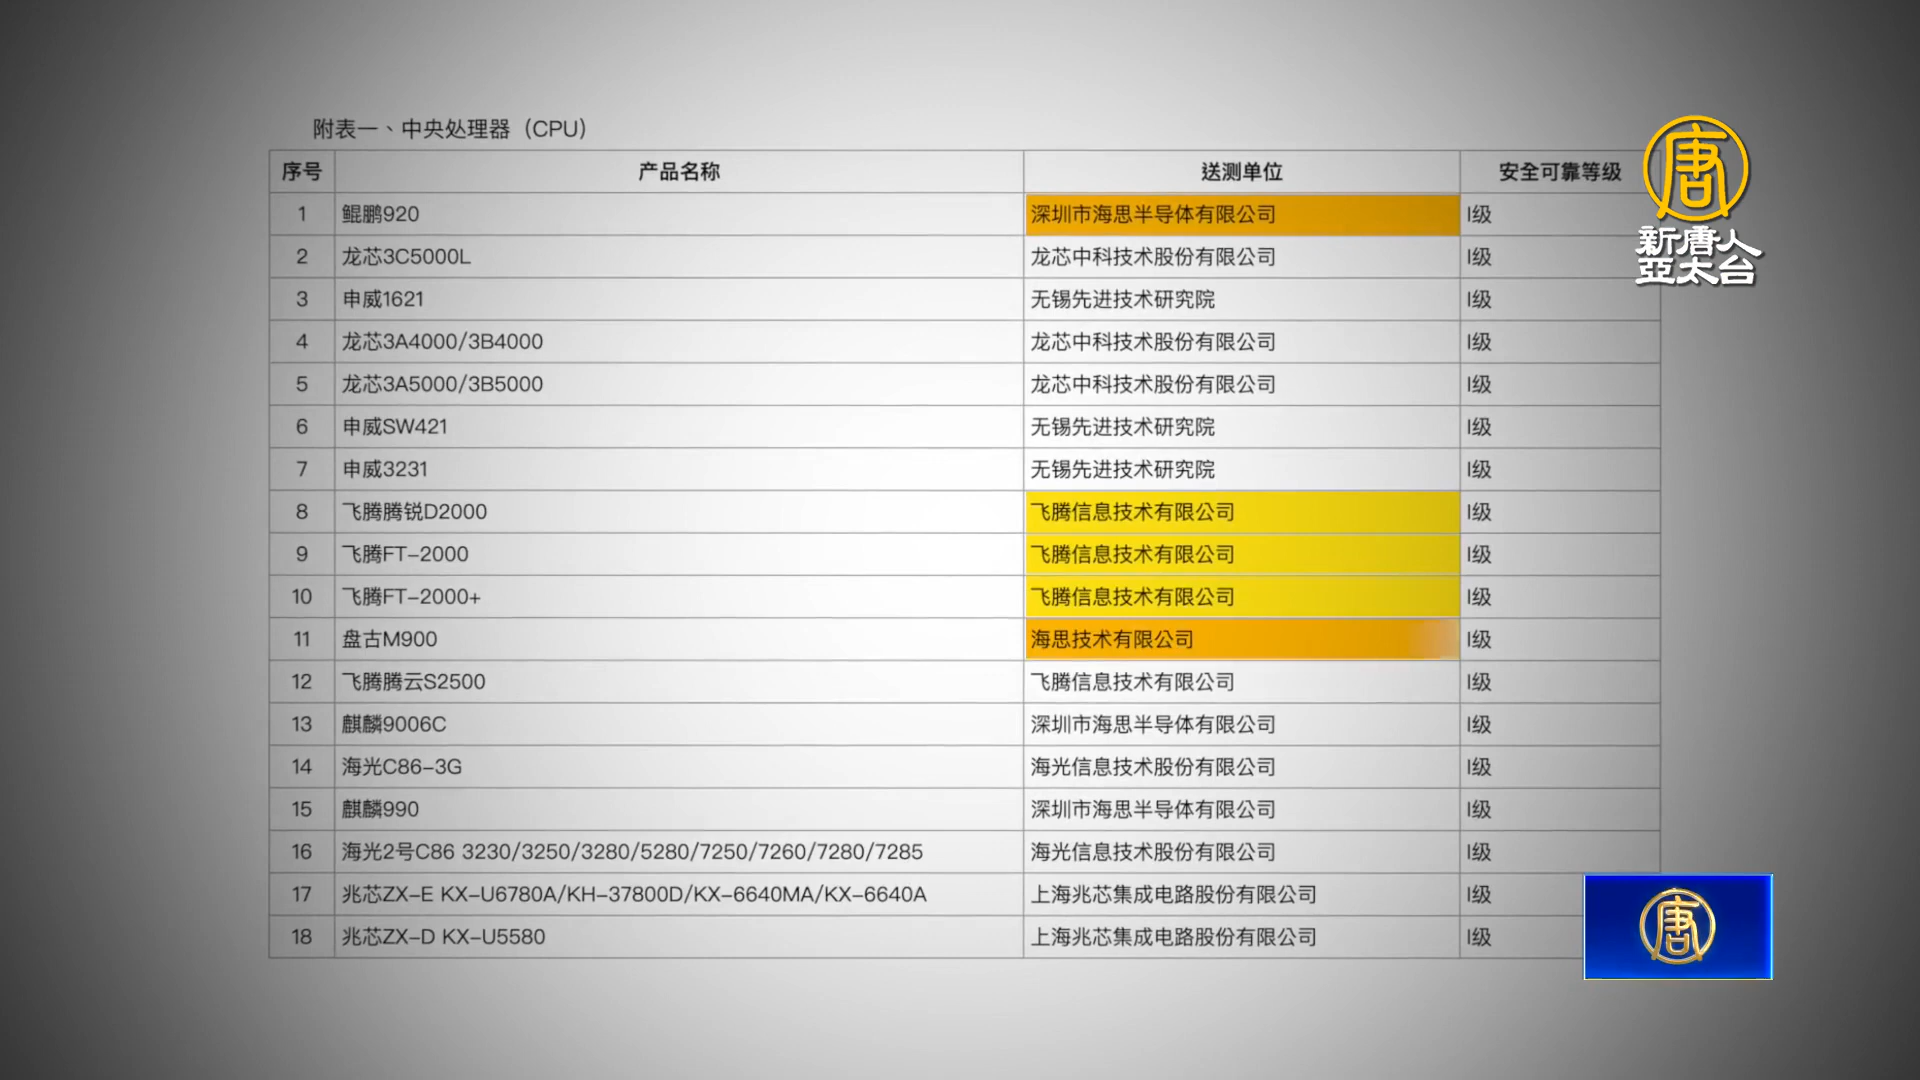 附表一、中央处理器（CPU）
序号 产品名称 送测单位 安全可靠等级
1 鲲鹏920 深圳市海思半导体有限公司 I级
2 龙芯3C5000L 龙芯中科技术股份有限公司 I级
3 申威1621 无锡先进技术研究院 I级
4 龙芯3A4000/3B4000 龙芯中科技术股份有限公司 I级
5 龙芯3A5000/3B5000 龙芯中科技术股份有限公司 I级
6 申威SW421 无锡先进技术研究院 I级
7 申威3231 无锡先进技术研究院 I级
8 飞腾腾锐D2000 飞腾信息技术有限公司 I级
9 飞腾FT-2000 飞腾信息技术有限公司 I级
10 飞腾FT-2000+ 飞腾信息技术有限公司 I级
11 盘古M900 海思技术有限公司 I级
12 飞腾腾云S2500 飞腾信息技术有限公司 I级
13 麒麟9006C 深圳市海思半导体有限公司 I级
14 海光C86-3G 海光信息技术股份有限公司 I级
15 麒麟990 深圳市海思半导体有限公司 I级
16 海光2号C86 3230/3250/3280/5280/7250/7260/7280/7285 海光信息技术股份有限公司 I级
17 兆芯ZX-E KX-U6780A/KH-37800D/KX-6640MA/KX-6640A 上海兆芯集成电路股份有限公司 I级
18 兆芯ZX-D KX-U5580 上海兆芯集成电路股份有限公司 I级
唐
新唐人
亞太台
唐